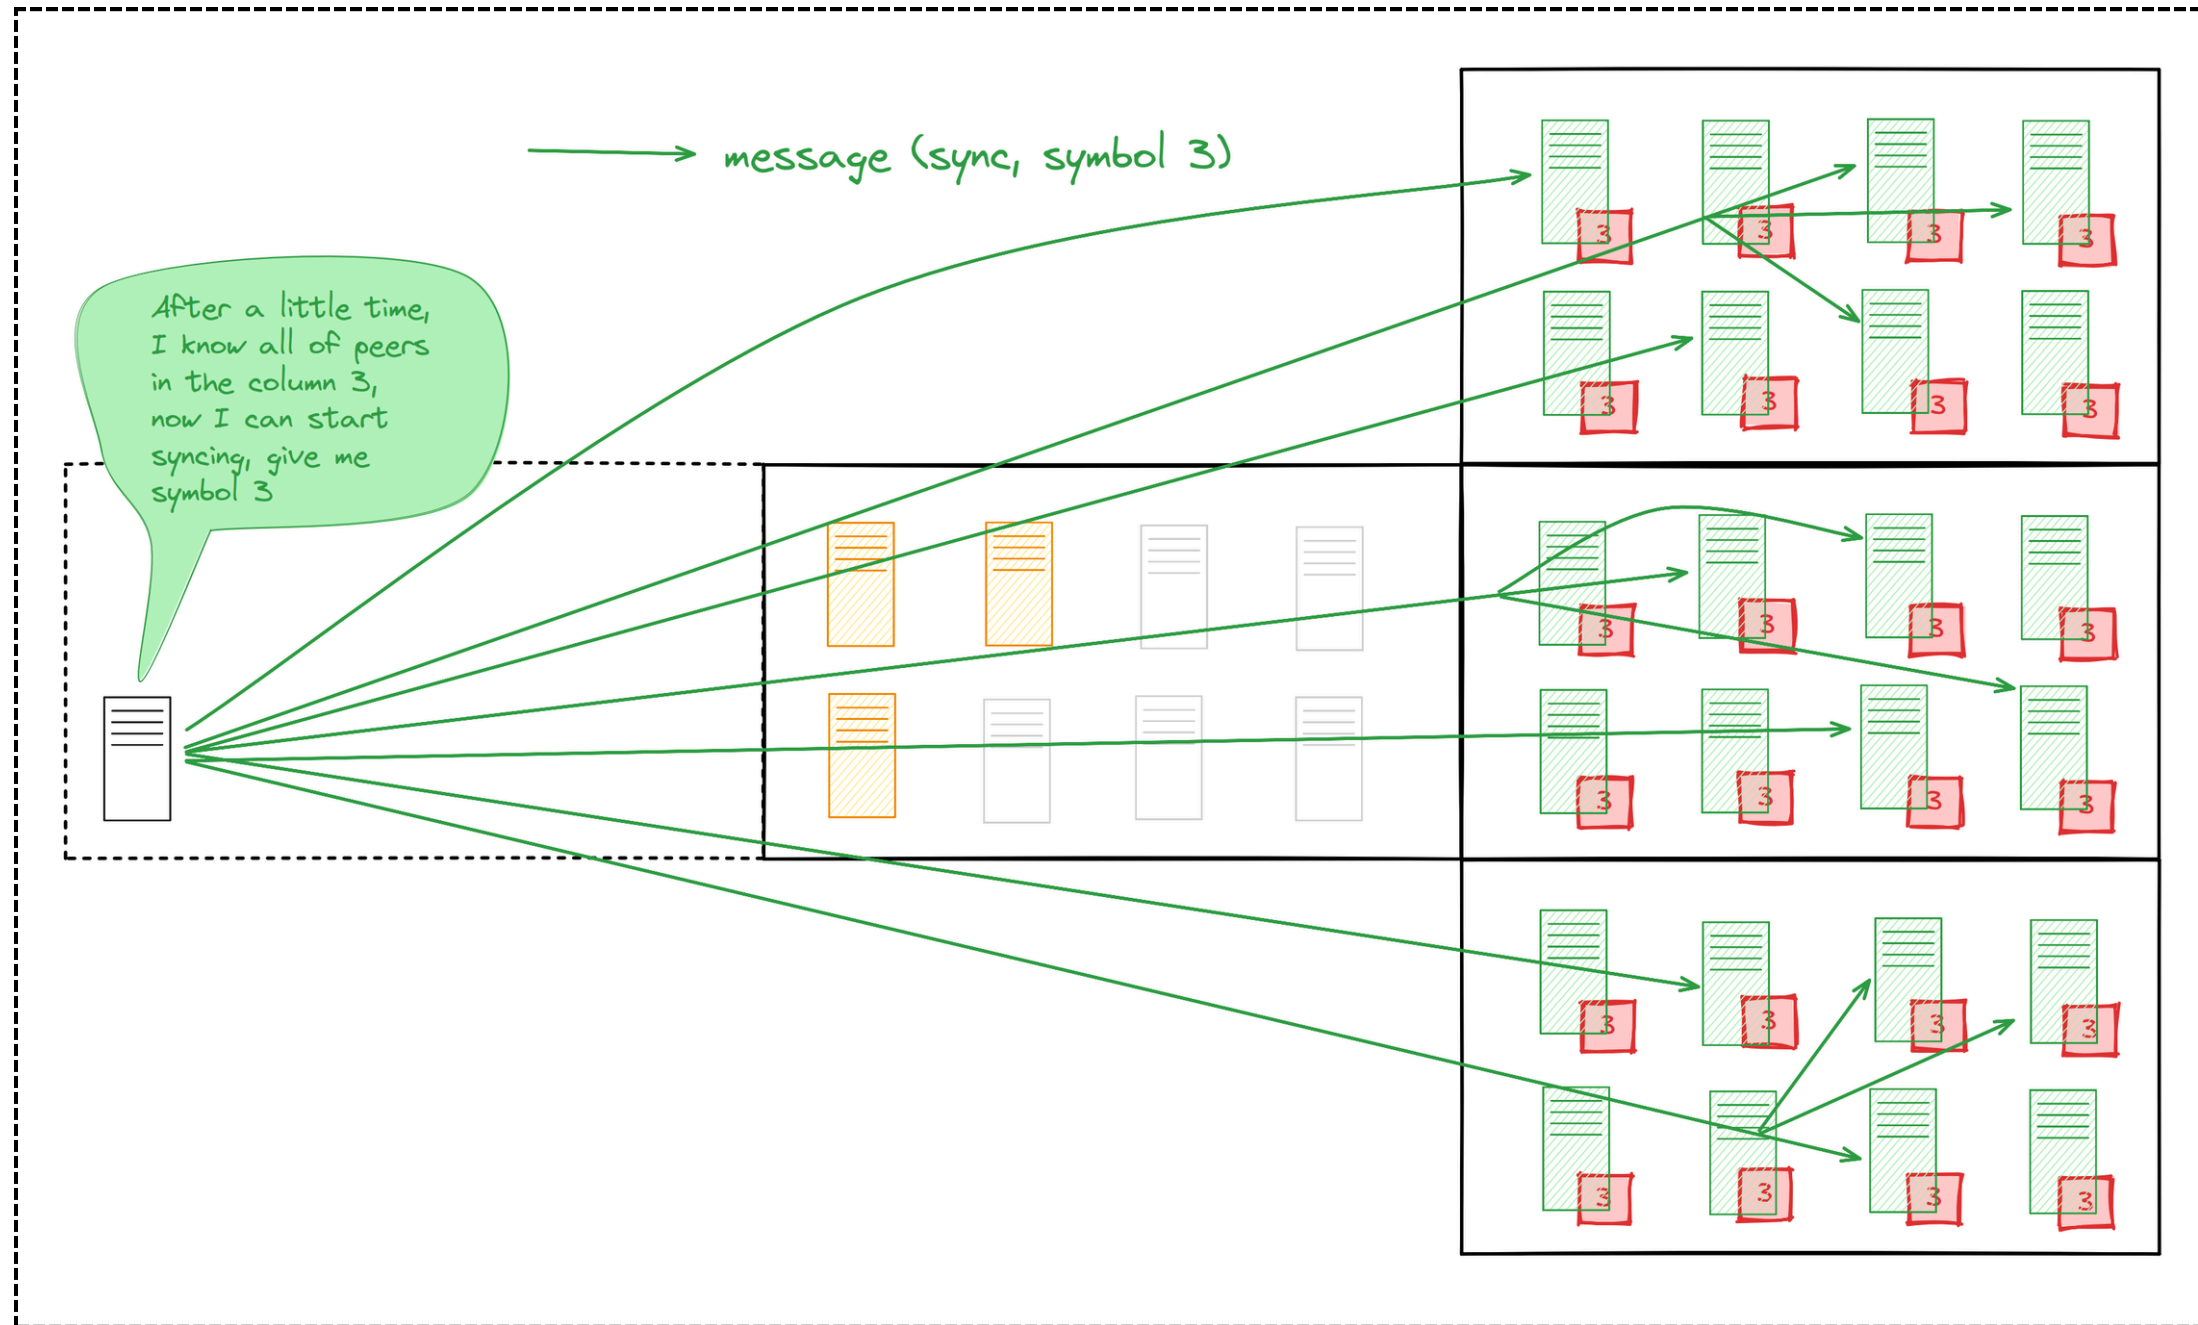 message (sync, symbol 3)
After a little time,
I know all of peers
in the column 3,
now I can start
syncing, give me
symbol 3
3 3 3 3
3 3 3 3
3 3 3 3
3 3 3 3
3 3 3 3
3 3 3 3